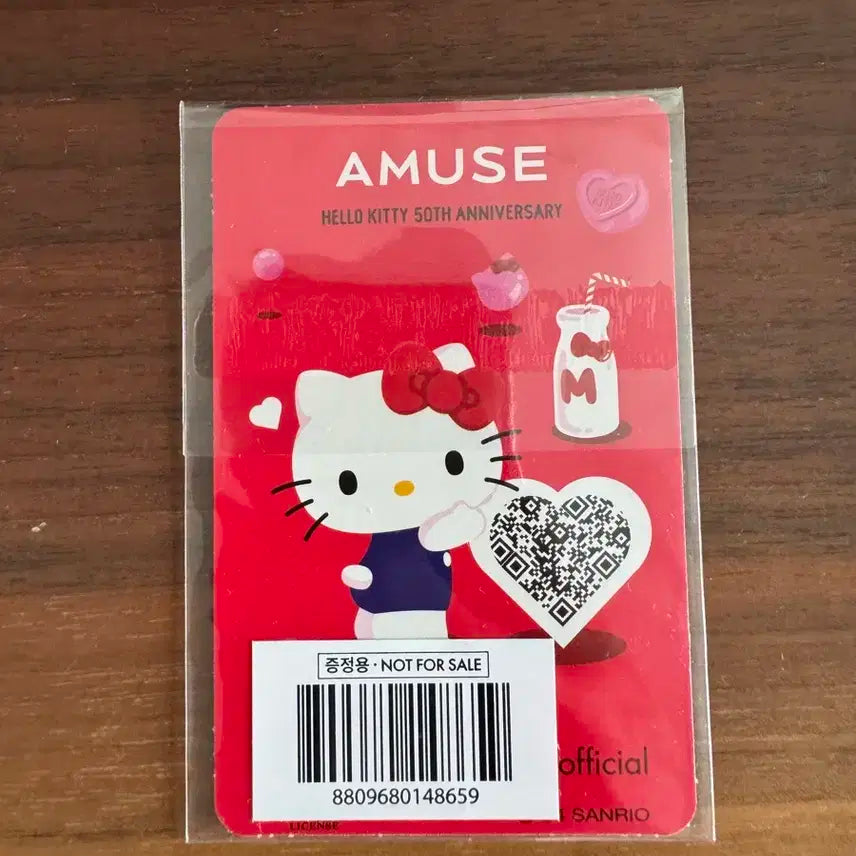 AMUSE
HELLO KITTY 50TH ANNIVERSARY
M
증정용 · NOT FOR SALE
8809680148659
official
SANRIO
LICENSE